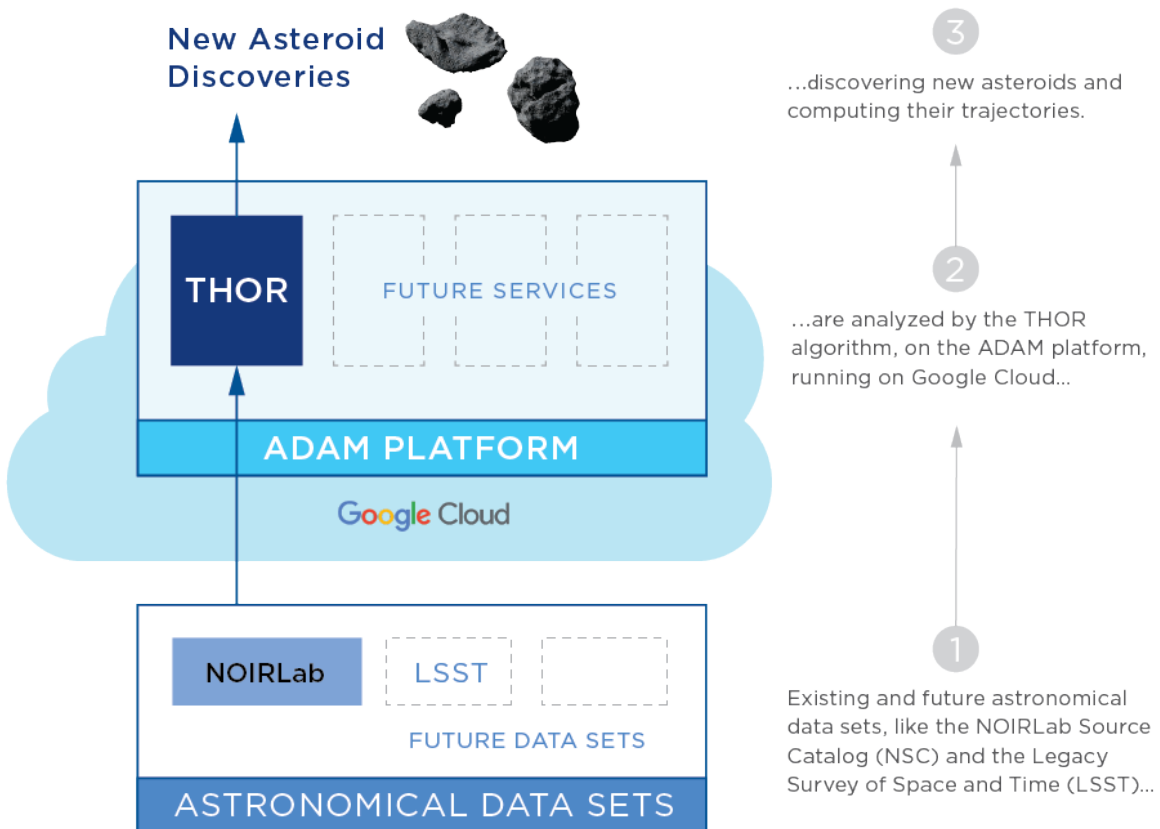 New Asteroid
Discoveries
THOR
FUTURE SERVICES
ADAM PLATFORM
Google Cloud
NOIRLab
LSST
FUTURE DATA SETS
ASTRONOMICAL DATA SETS
3
...discovering new asteroids and
computing their trajectories.
2
...are analyzed by the THOR
algorithm, on the ADAM platform,
running on Google Cloud...
1
Existing and future astronomical
data sets, like the NOIRLab Source
Catalog (NSC) and the Legacy
Survey of Space and Time (LSST)...